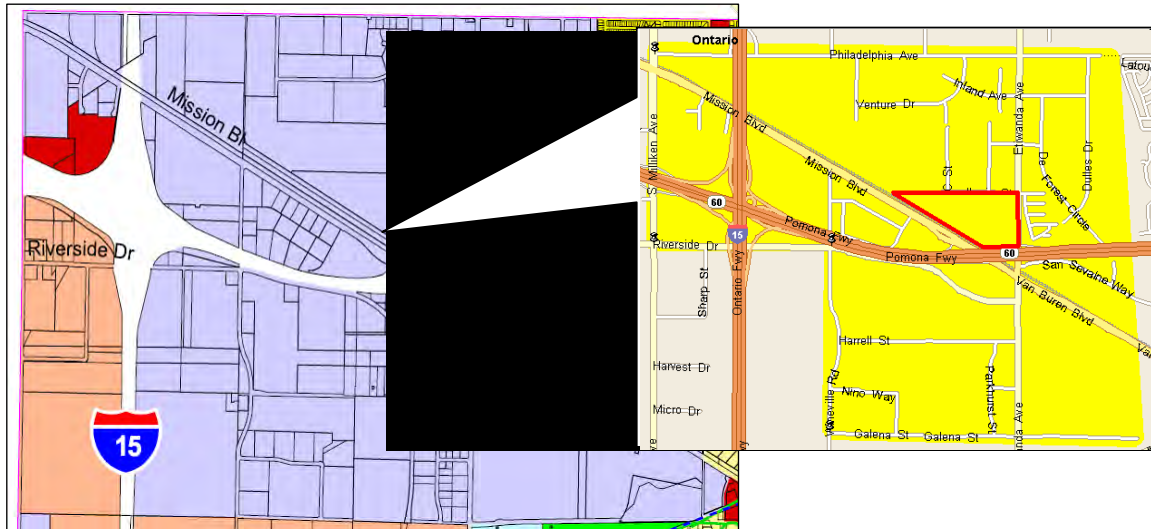 Mission Bl
Riverside Dr
15
Ontario
Philadelphia Ave
Inland Ave
Venture Dr
Etiwanda Ave
S Milliken Ave
Mission Blvd
Mission Blvd
C St
De Forest Circle
Dulles Dr
60
15
Pomona Fwy
Riverside Dr
Pomona Fwy
60
San Sevaine Way
Sharp St
Ontario Fwy
Van Buren Blvd
Harrell St
Harvest Dr
Nino Way
Parkhurst St
Micro Dr
Galena St
Galena St